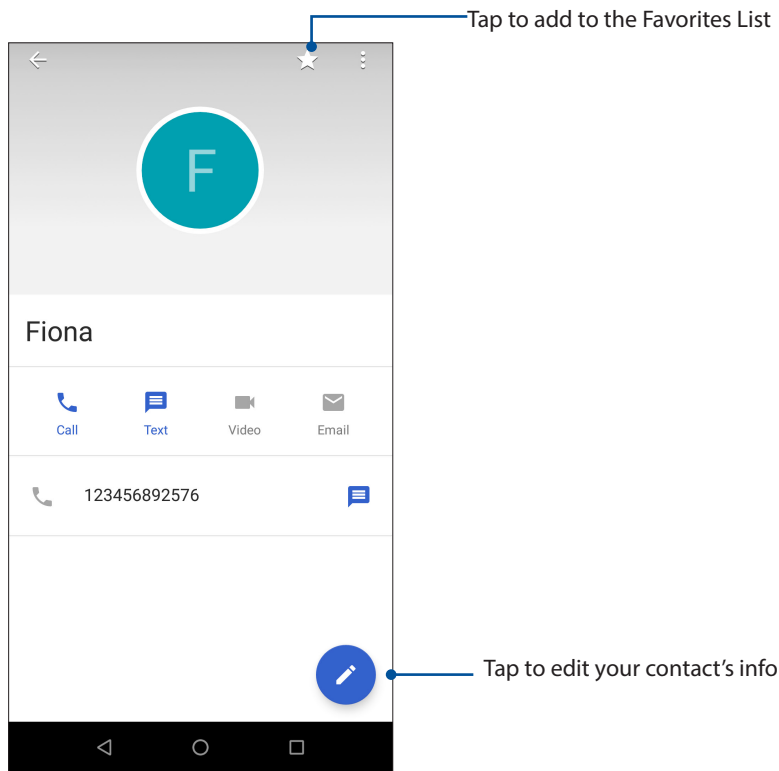 Tap to add to the Favorites List
F
Fiona
Call Text Video Email
123456892576
Tap to edit your contact’s info